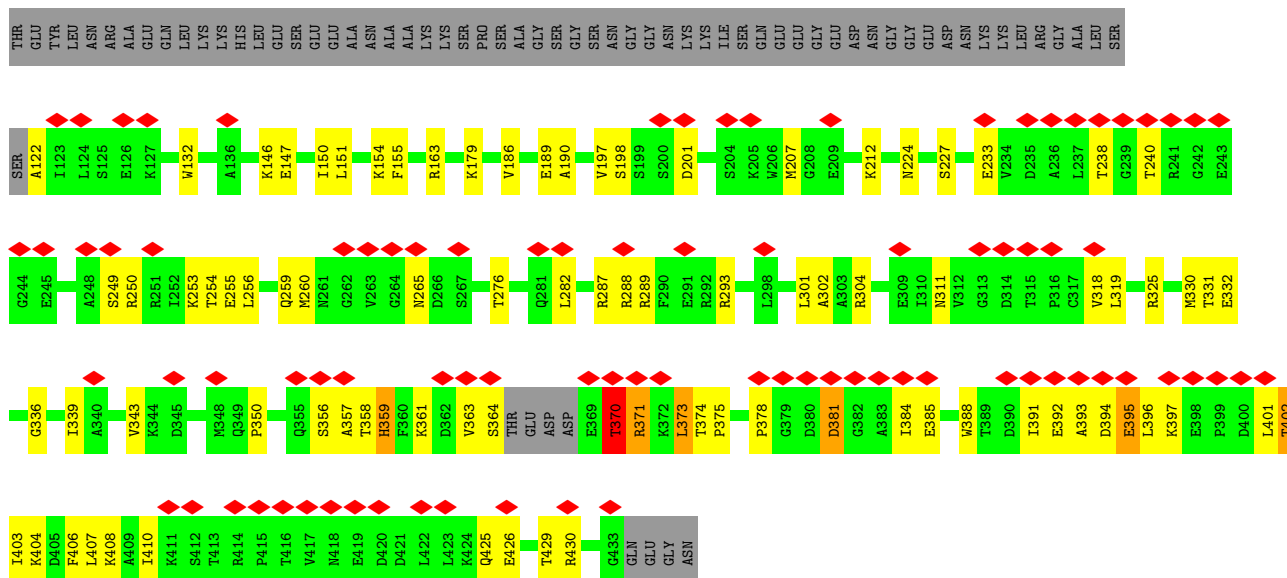 THR GLU TYR LEU ASN ARG ALA GLU GLN LEU LYS LYS HIS LEU GLU SER GLU GLU ALA ASN ALA ALA LYS LYS SER PRO SER ALA GLY SER GLY SER ASN GLY GLY ASN LYS LYS ILE SER GLN GLU GLU GLY GLU ASP ASN GLY GLY GLU ASP ASN LYS LYS LEU ARG GLY ALA LEU SER
SER A122 I123 L124 S125 E126 K127 W132 A136 K146 E147 I150 L151 K154 F155 R163 K179 V186 E189 A190 V197 S198 S199 S200 D201 S204 K205 W206 M207 G208 E209 K212 N224 S227 E233 V234 D235 A236 L237 T238 G239 T240 R241 G242 E243
G244 E245 A248 S249 R250 R251 I252 K253 T254 E255 L256 Q259 M260 N261 G262 V263 G264 N265 D266 S267 T276 Q281 L282 R287 R288 R289 F290 E291 R292 R293 L298 L301 A302 A303 R304 E309 I310 N311 V312 G313 D314 T315 P316 C317 V318 L319 R325 M330 T331 E332
G336 I339 A340 V343 K344 D345 M348 Q349 P350 Q355 S356 A357 T358 H359 F360 K361 D362 V363 S364 THR GLU ASP ASP E369 T370 R371 K372 L373 T374 P375 P378 G379 D380 D381 G382 A383 I384 E385 W388 T389 D390 I391 E392 A393 D394 E395 L396 K397 E398 P399 D400 L401 T402
I403 K404 D405 F406 L407 K408 A409 I410 K411 S412 T413 R414 P415 T416 V417 N418 E419 D420 D421 L422 L423 K424 Q425 E426 T429 R430 G433 GLN GLU GLY ASN